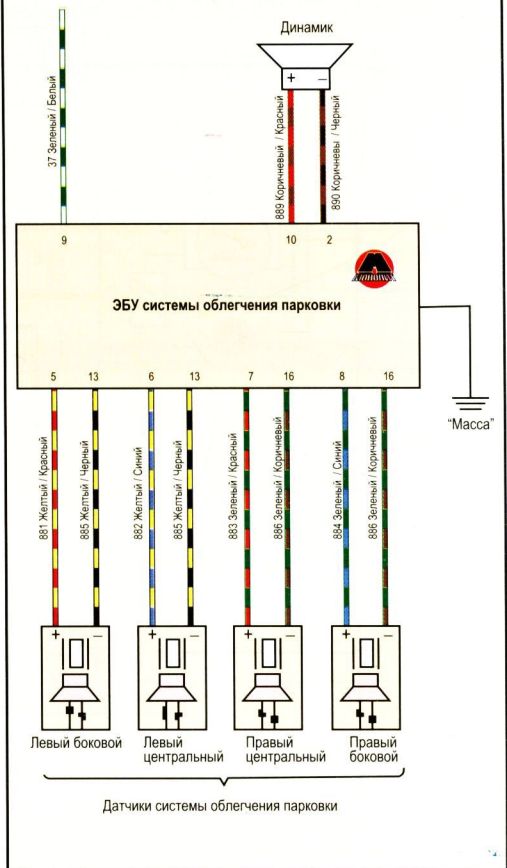 Динамик
+ –
37 Зеленый / Белый
889 Коричневый / Красный
890 Коричневы / Черный
9 10 2
ЭБУ системы облегчения парковки
"Масса"
5 13 6 13 7 16 8 16
881 Желтый / Красный
885 Желтый / Черный
882 Желтый / Синий
885 Желтый / Черный
883 Зеленый / Красный
886 Зеленый / Коричневый
884 Зеленый / Синий
886 Зеленый / Коричневый
+ – + – + – + –
Левый боковой
Левый
центральный
Правый
центральный
Правый
боковой
Датчики системы облегчения парковки